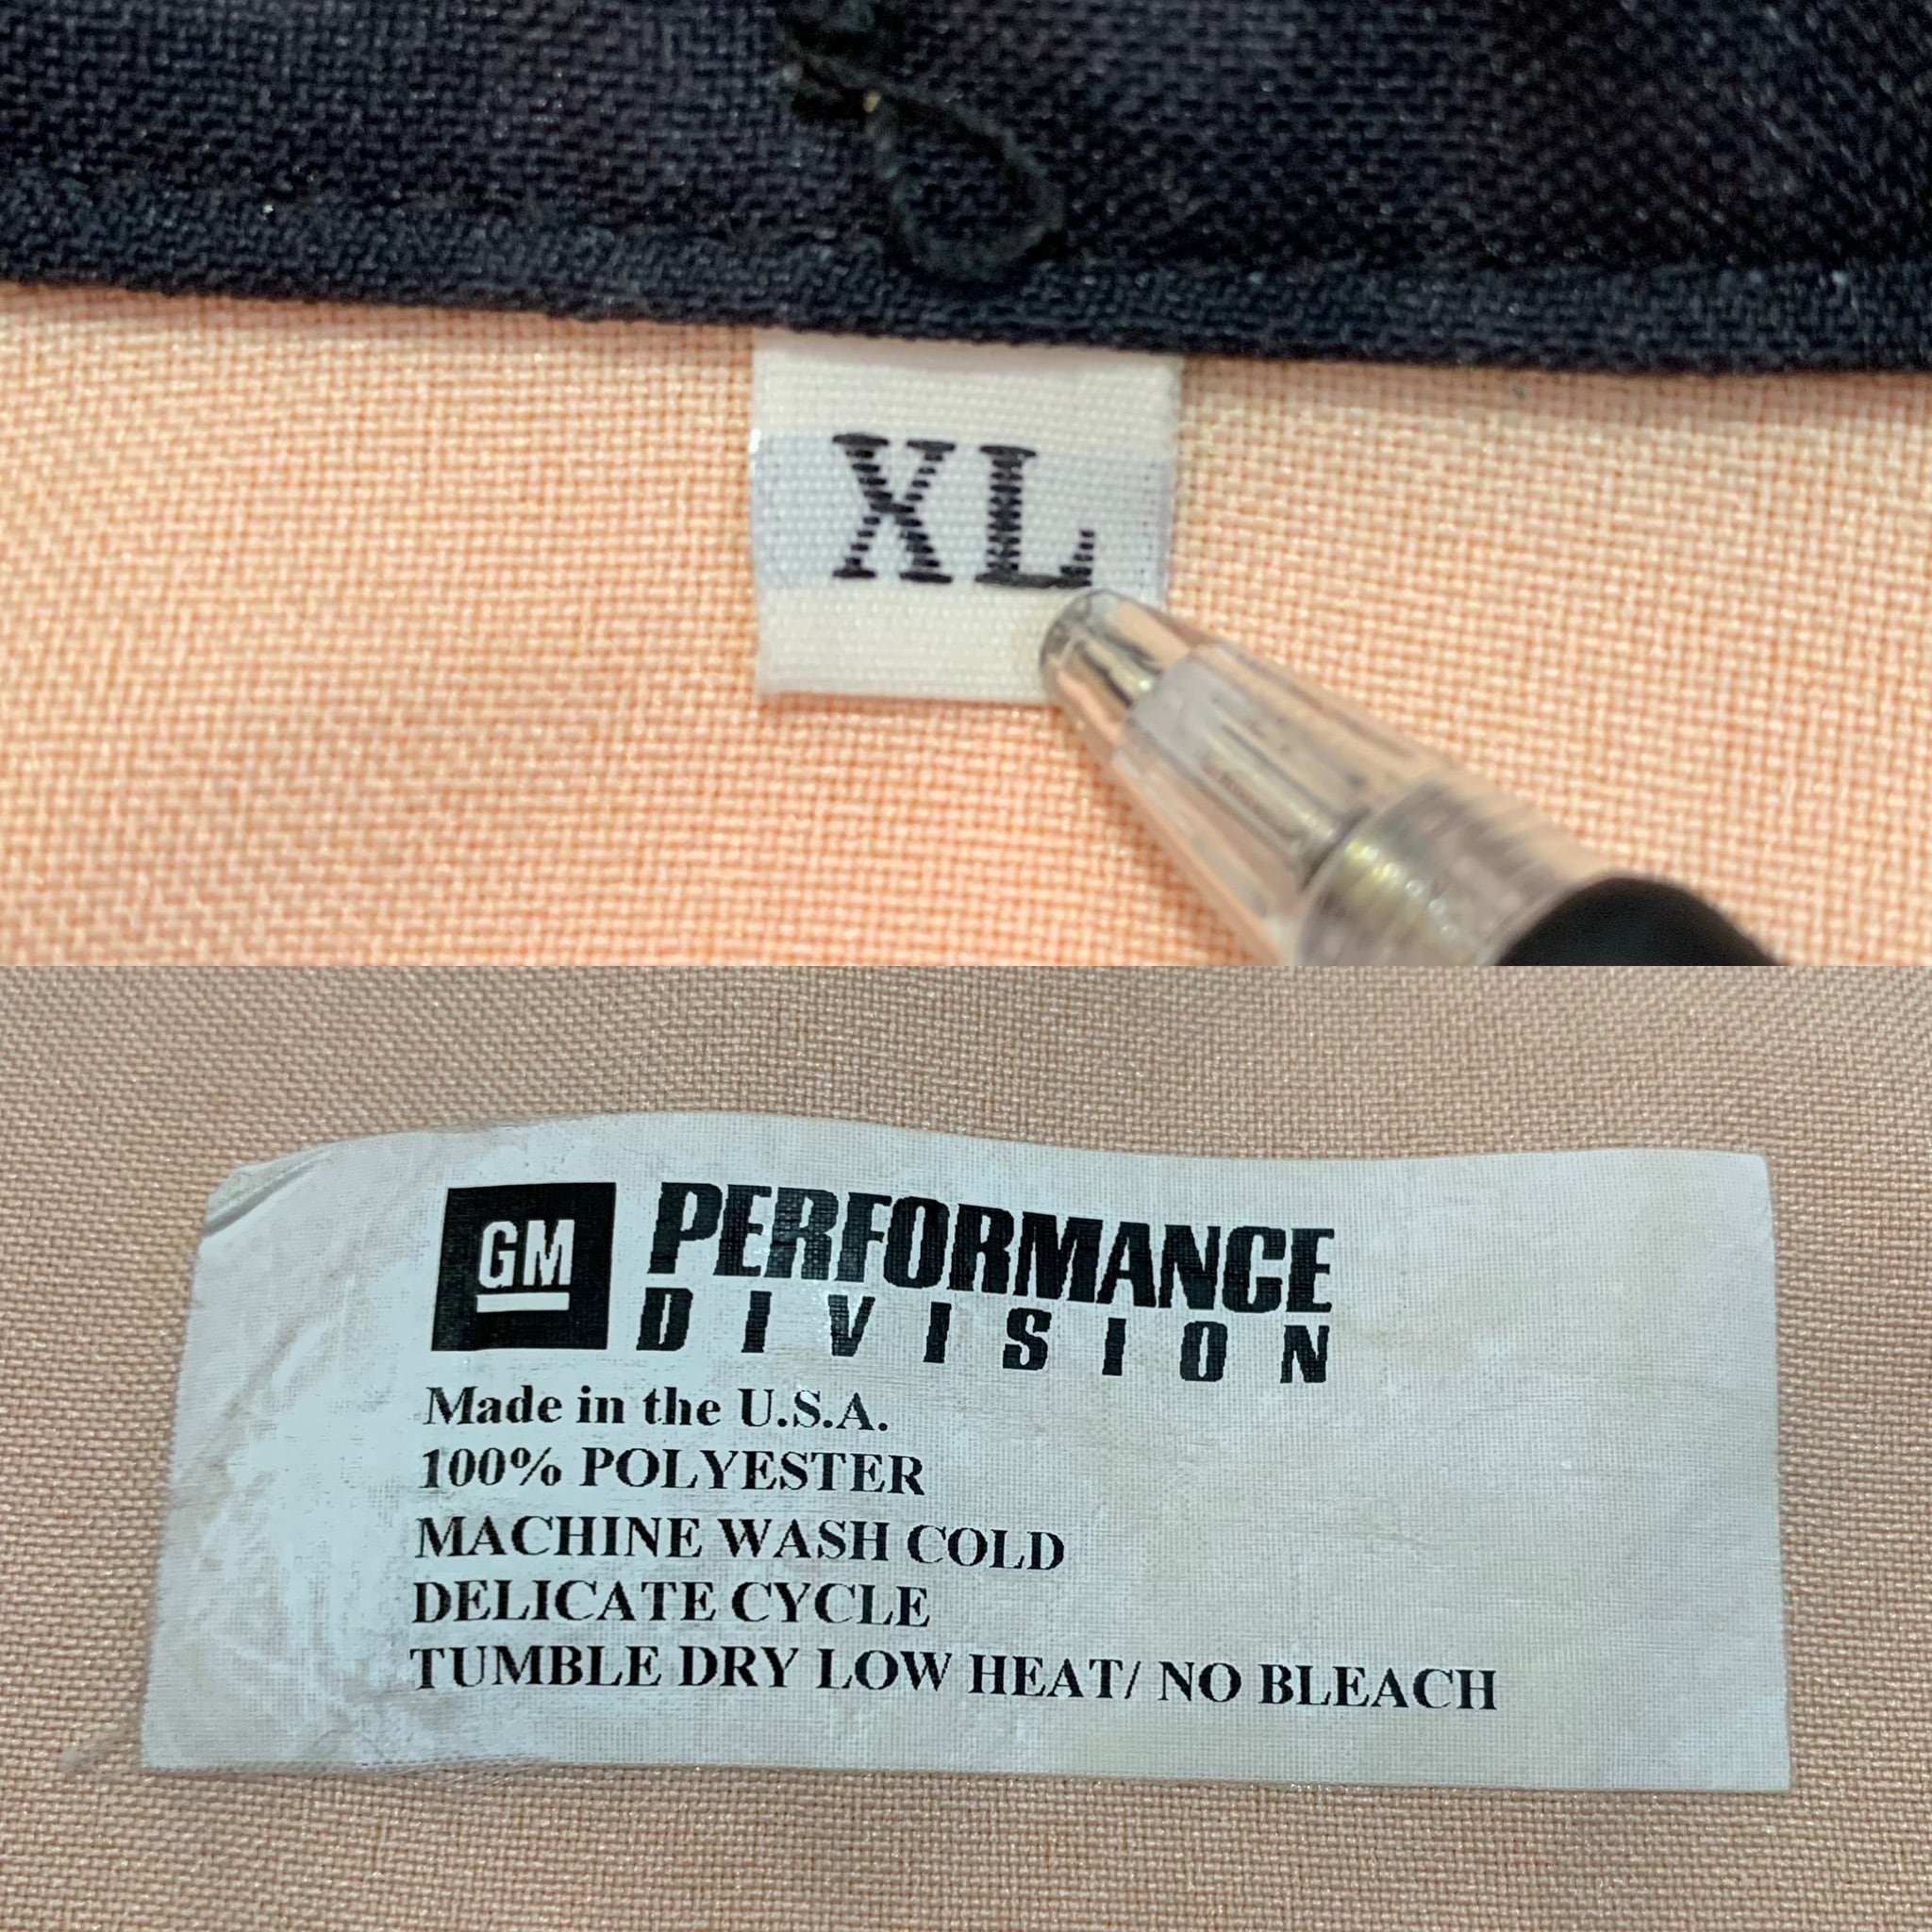 XL
GM PERFORMANCE
DIVISION
Made in the U.S.A.
100% POLYESTER
MACHINE WASH COLD
DELICATE CYCLE
TUMBLE DRY LOW HEAT/ NO BLEACH